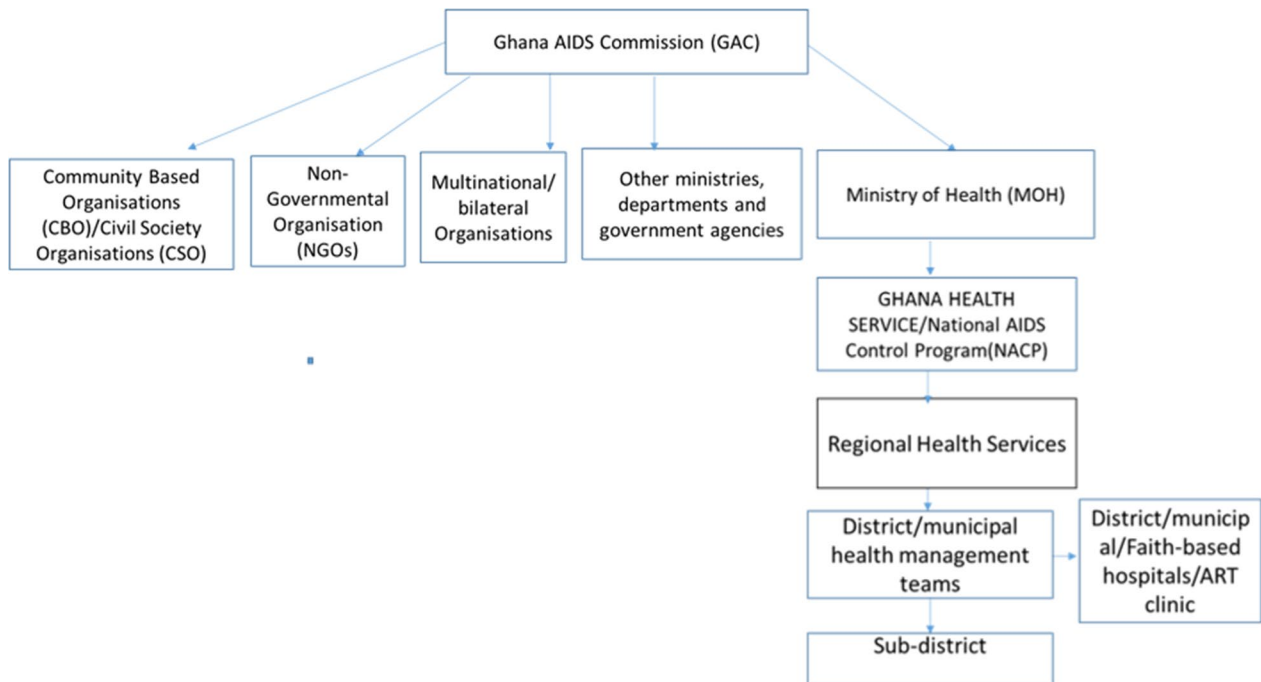 Ghana AIDS Commission (GAC)
Community Based
Organisations
(CBO)/Civil Society
Organisations (CSO)
Non-
Governmental
Organisation
(NGOs)
Multinational/
bilateral
Organisations
Other ministries,
departments and
government agencies
Ministry of Health (MOH)
GHANA HEALTH
SERVICE/National AIDS
Control Program(NACP)
Regional Health Services
District/municipal
health management
teams
District/municip
al/Faith-based
hospitals/ART
clinic
Sub-district